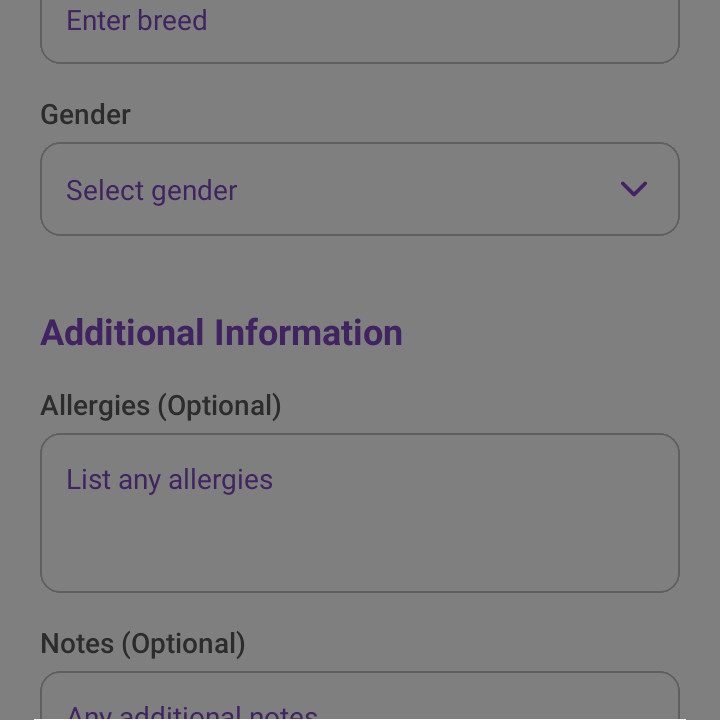 Enter breed
Gender
Select gender
Additional Information
Allergies (Optional)
List any allergies
Notes (Optional)
Any additional notes